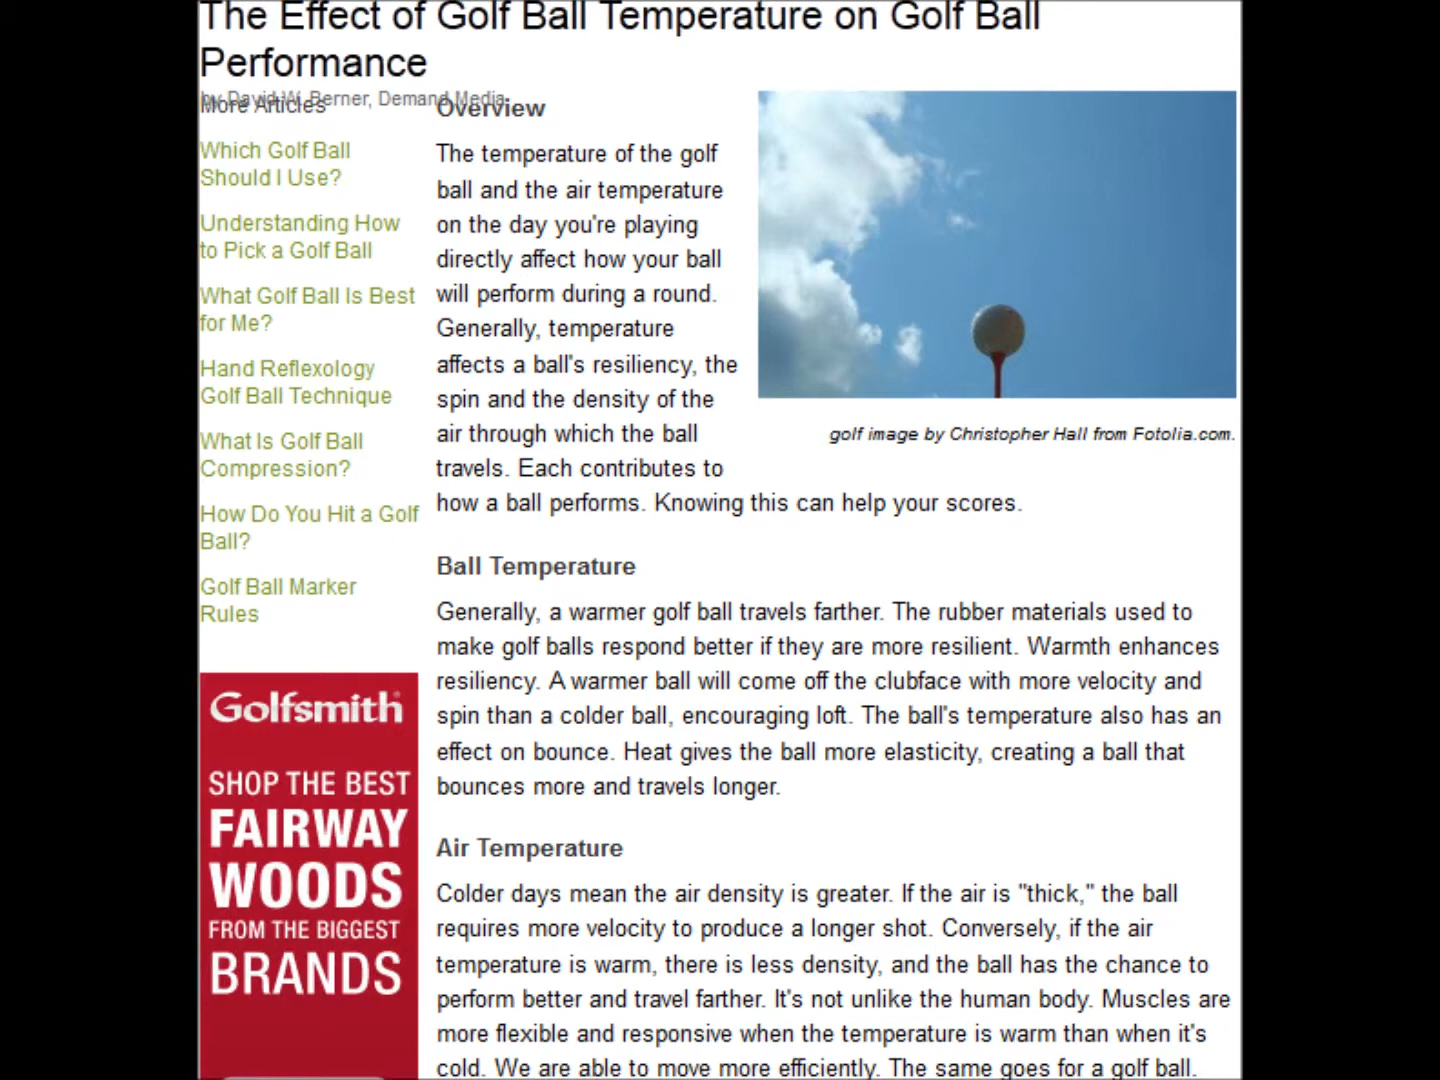 The Effect of Golf Ball Temperature on Golf Ball
Performance
by David W. Berner, Demand Media
More Articles
Which Golf Ball
Should I Use?
Understanding How
to Pick a Golf Ball
What Golf Ball Is Best
for Me?
Hand Reflexology
Golf Ball Technique
What Is Golf Ball
Compression?
How Do You Hit a Golf
Ball?
Golf Ball Marker
Rules
Golfsmith
SHOP THE BEST
FAIRWAY
WOODS
FROM THE BIGGEST
BRANDS
Overview
The temperature of the golf
ball and the air temperature
on the day you're playing
directly affect how your ball
will perform during a round.
Generally, temperature
affects a ball's resiliency, the
spin and the density of the
air through which the ball
travels. Each contributes to
how a ball performs. Knowing this can help your scores.
golf image by Christopher Hall from Fotolia.com.
Ball Temperature
Generally, a warmer golf ball travels farther. The rubber materials used to
make golf balls respond better if they are more resilient. Warmth enhances
resiliency. A warmer ball will come off the clubface with more velocity and
spin than a colder ball, encouraging loft. The ball's temperature also has an
effect on bounce. Heat gives the ball more elasticity, creating a ball that
bounces more and travels longer.
Air Temperature
Colder days mean the air density is greater. If the air is "thick," the ball
requires more velocity to produce a longer shot. Conversely, if the air
temperature is warm, there is less density, and the ball has the chance to
perform better and travel farther. It's not unlike the human body. Muscles are
more flexible and responsive when the temperature is warm than when it's
cold. We are able to move more efficiently. The same goes for a golf ball.